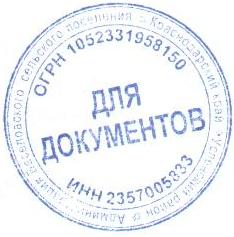 Администрация Веселовского сельского поселения Краснодарский край Успенский район
ОГРН 1052331958150
ДЛЯ
ДОКУМЕНТОВ
ИНН 2357005833